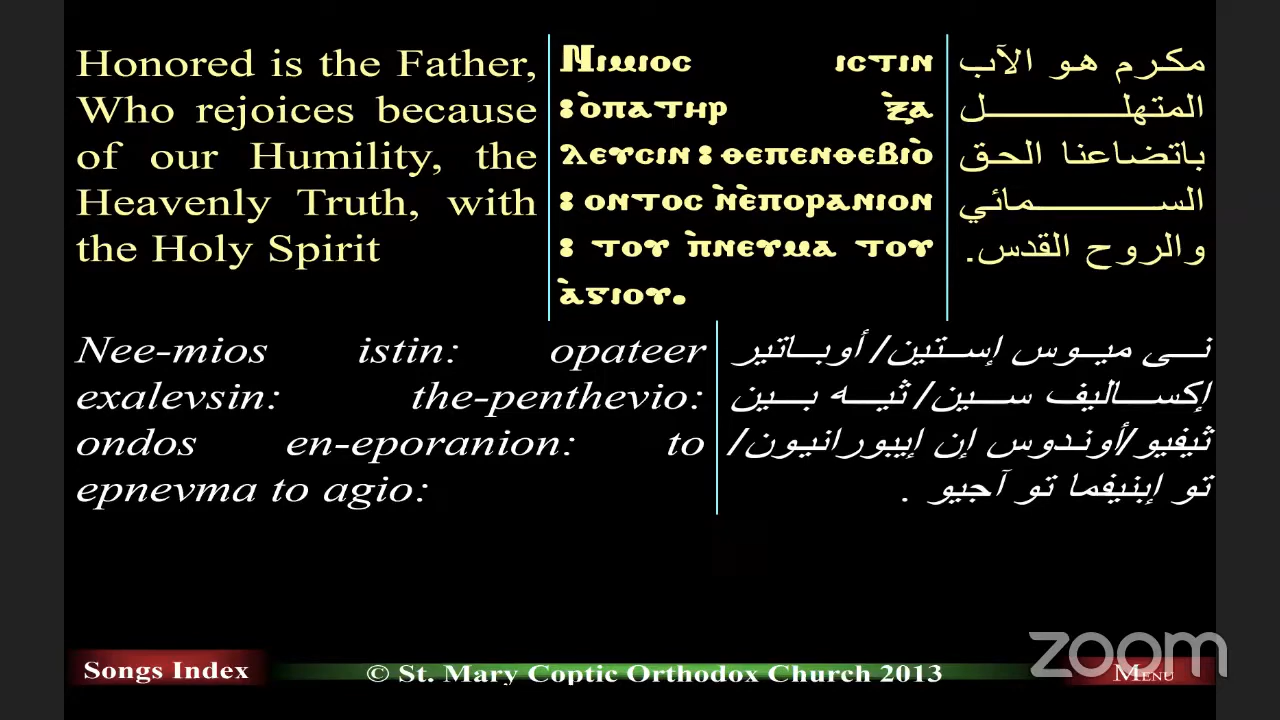 Honored is the Father,
Who rejoices because
of our Humility, the
Heavenly Truth, with
the Holy Spirit
Ⲛⲓⲙⲓⲟⲥ ⲓⲥⲧⲓⲛ
:ⲟ̀ⲡⲁⲧⲏⲣ ⲝ̀ⲁ
ⲗⲉⲩⲥⲓⲛ:ⲑⲉⲡⲉⲛⲑⲉⲃⲓⲟ̀
:ⲟⲛⲧⲟⲥ ⲛ̀ⲉ̀ⲡⲟⲣⲁⲛⲓⲟⲛ
: ⲧⲟⲩ ⲡ̀ⲛⲉⲩⲙⲁ ⲧⲟⲩ
ⲁ̀ⲅⲓⲟⲩ.
مكرم هو الآب
المتهلل
باتضاعنا الحق
السمائي
والروح القدس.
Nee-mios istin: opateer
exalevsin: the-penthevio:
ondos en-eporanion: to
epnevma to agio:
نى ميوس إستين/أوباتير
إكساليف سين/ثيه بين
ثيفيو/أوندوس إن إيبورانيون/
تو إبنيفما تو آجيو .
Songs Index
© St. Mary Coptic Orthodox Church 2013
Menu
zoom